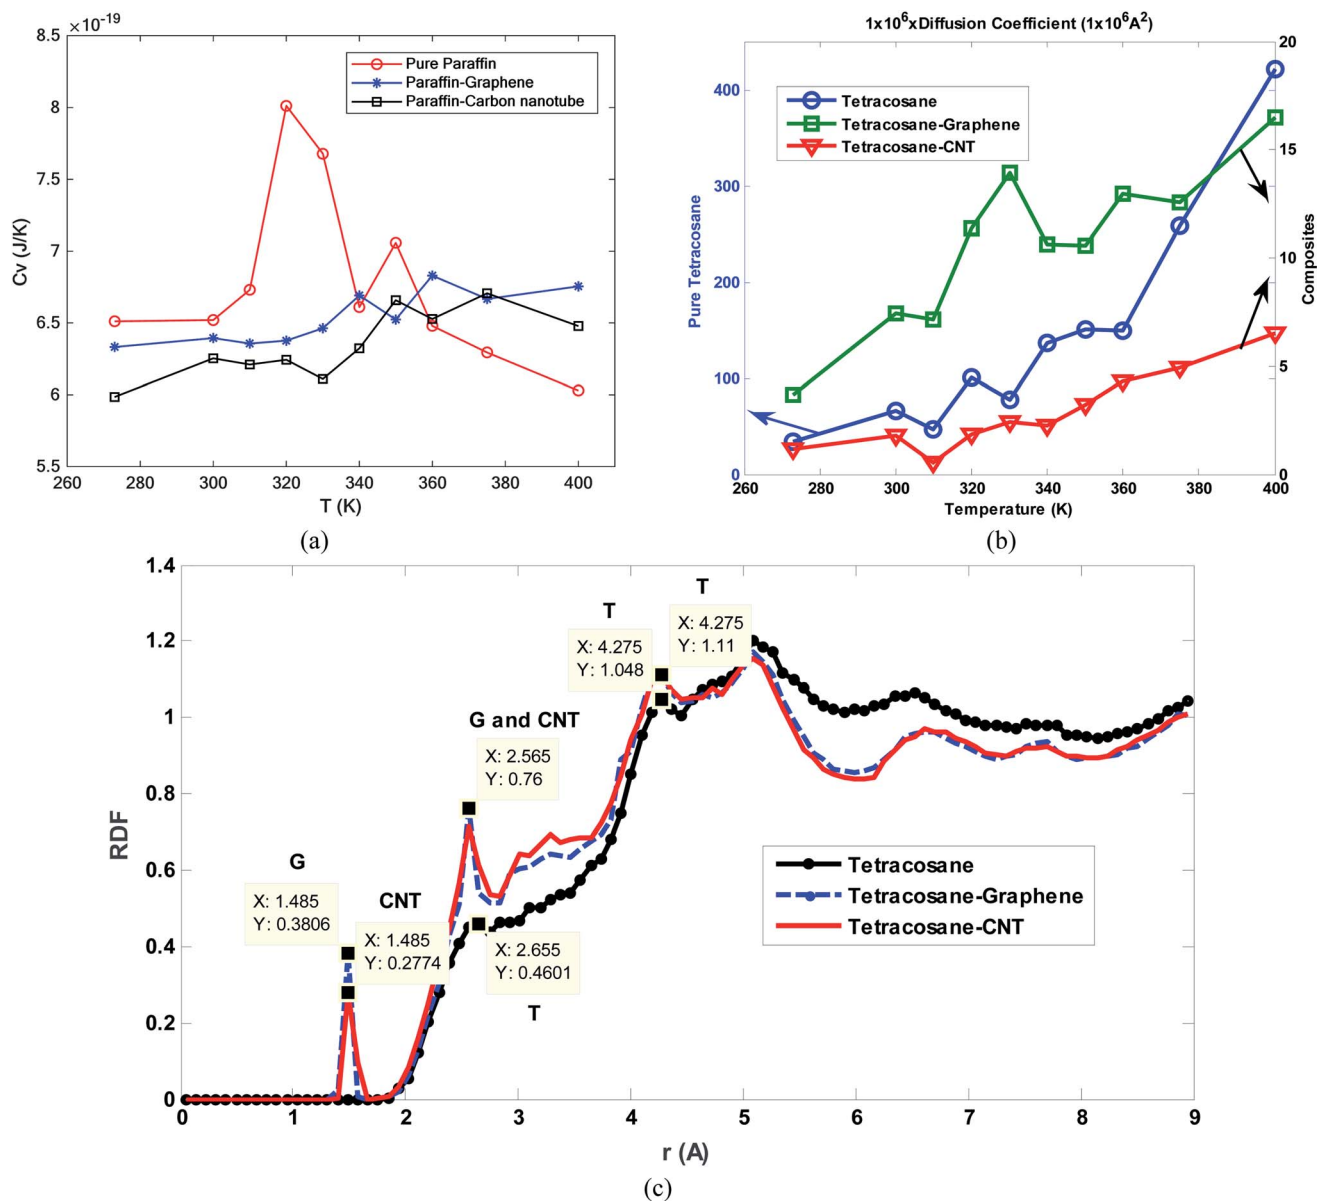 ×10⁻¹⁹
8.5
8
7.5
7
6.5
6
5.5
Cv (J/K)
Pure Paraffin
Paraffin-Graphene
Paraffin-Carbon nanotube
260 280 300 320 340 360 380 400
T (K)
(a)
1x10⁶xDiffusion Coefficient (1x10⁶A²)
400
300
200
100
0
Pure Tetracosane
Tetracosane
Tetracosane-Graphene
Tetracosane-CNT
20
15
10
5
0
Composites
260 280 300 320 340 360 380 400
Temperature (K)
(b)
1.4
1.2
1
0.8
0.6
0.4
0.2
0
RDF
T
X: 4.275
Y: 1.048
T
X: 4.275
Y: 1.11
G and CNT
X: 2.565
Y: 0.76
G
X: 1.485
Y: 0.3806
CNT
X: 1.485
Y: 0.2774
X: 2.655
Y: 0.4601
T
Tetracosane
Tetracosane-Graphene
Tetracosane-CNT
0 1 2 3 4 5 6 7 8 9
r (A)
(c)